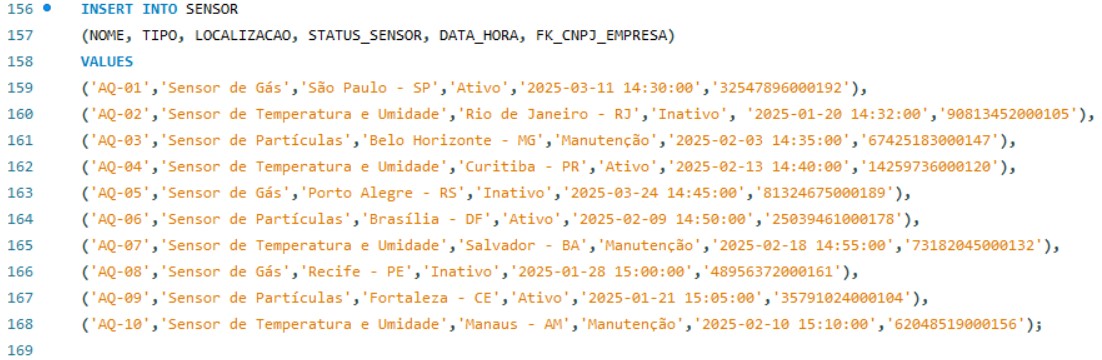 156 INSERT INTO SENSOR
157 (NOME, TIPO, LOCALIZACAO, STATUS_SENSOR, DATA_HORA, FK_CNPJ_EMPRESA)
158 VALUES
159 ('AQ-01','Sensor de Gás','São Paulo - SP','Ativo','2025-03-11 14:30:00','32547896000192'),
160 ('AQ-02','Sensor de Temperatura e Umidade','Rio de Janeiro - RJ','Inativo', '2025-01-20 14:32:00','90813452000105'),
161 ('AQ-03','Sensor de Partículas','Belo Horizonte - MG','Manutenção','2025-02-03 14:35:00','67425183000147'),
162 ('AQ-04','Sensor de Temperatura e Umidade','Curitiba - PR','Ativo','2025-02-13 14:40:00','14259736000120'),
163 ('AQ-05','Sensor de Gás','Porto Alegre - RS','Inativo','2025-03-24 14:45:00','81324675000189'),
164 ('AQ-06','Sensor de Partículas','Brasília - DF','Ativo','2025-02-09 14:50:00','25039461000178'),
165 ('AQ-07','Sensor de Temperatura e Umidade','Salvador - BA','Manutenção','2025-02-18 14:55:00','73182045000132'),
166 ('AQ-08','Sensor de Gás','Recife - PE','Inativo','2025-01-28 15:00:00','48956372000161'),
167 ('AQ-09','Sensor de Partículas','Fortaleza - CE','Ativo','2025-01-21 15:05:00','35791024000104'),
168 ('AQ-10','Sensor de Temperatura e Umidade','Manaus - AM','Manutenção','2025-02-10 15:10:00','62048519000156');
169